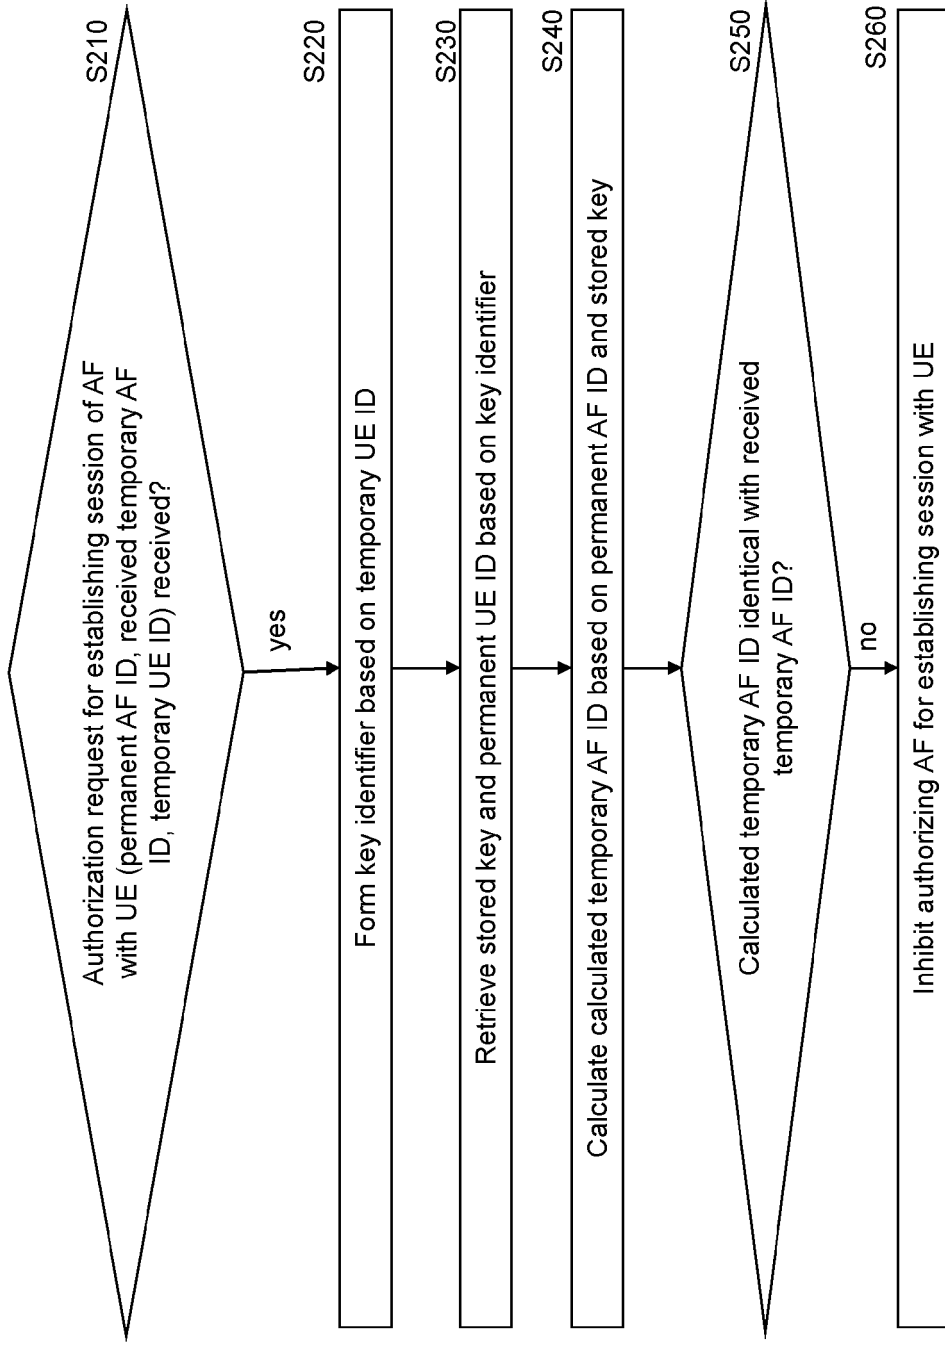 S210
Authorization request for establishing session of AF
with UE (permanent AF ID, received temporary AF
ID, temporary UE ID) received?
yes
S220
Form key identifier based on temporary UE ID
S230
Retrieve stored key and permanent UE ID based on key identifier
S240
Calculate calculated temporary AF ID based on permanent AF ID and stored key
S250
Calculated temporary AF ID identical with received
temporary AF ID?
no
S260
Inhibit authorizing AF for establishing session with UE